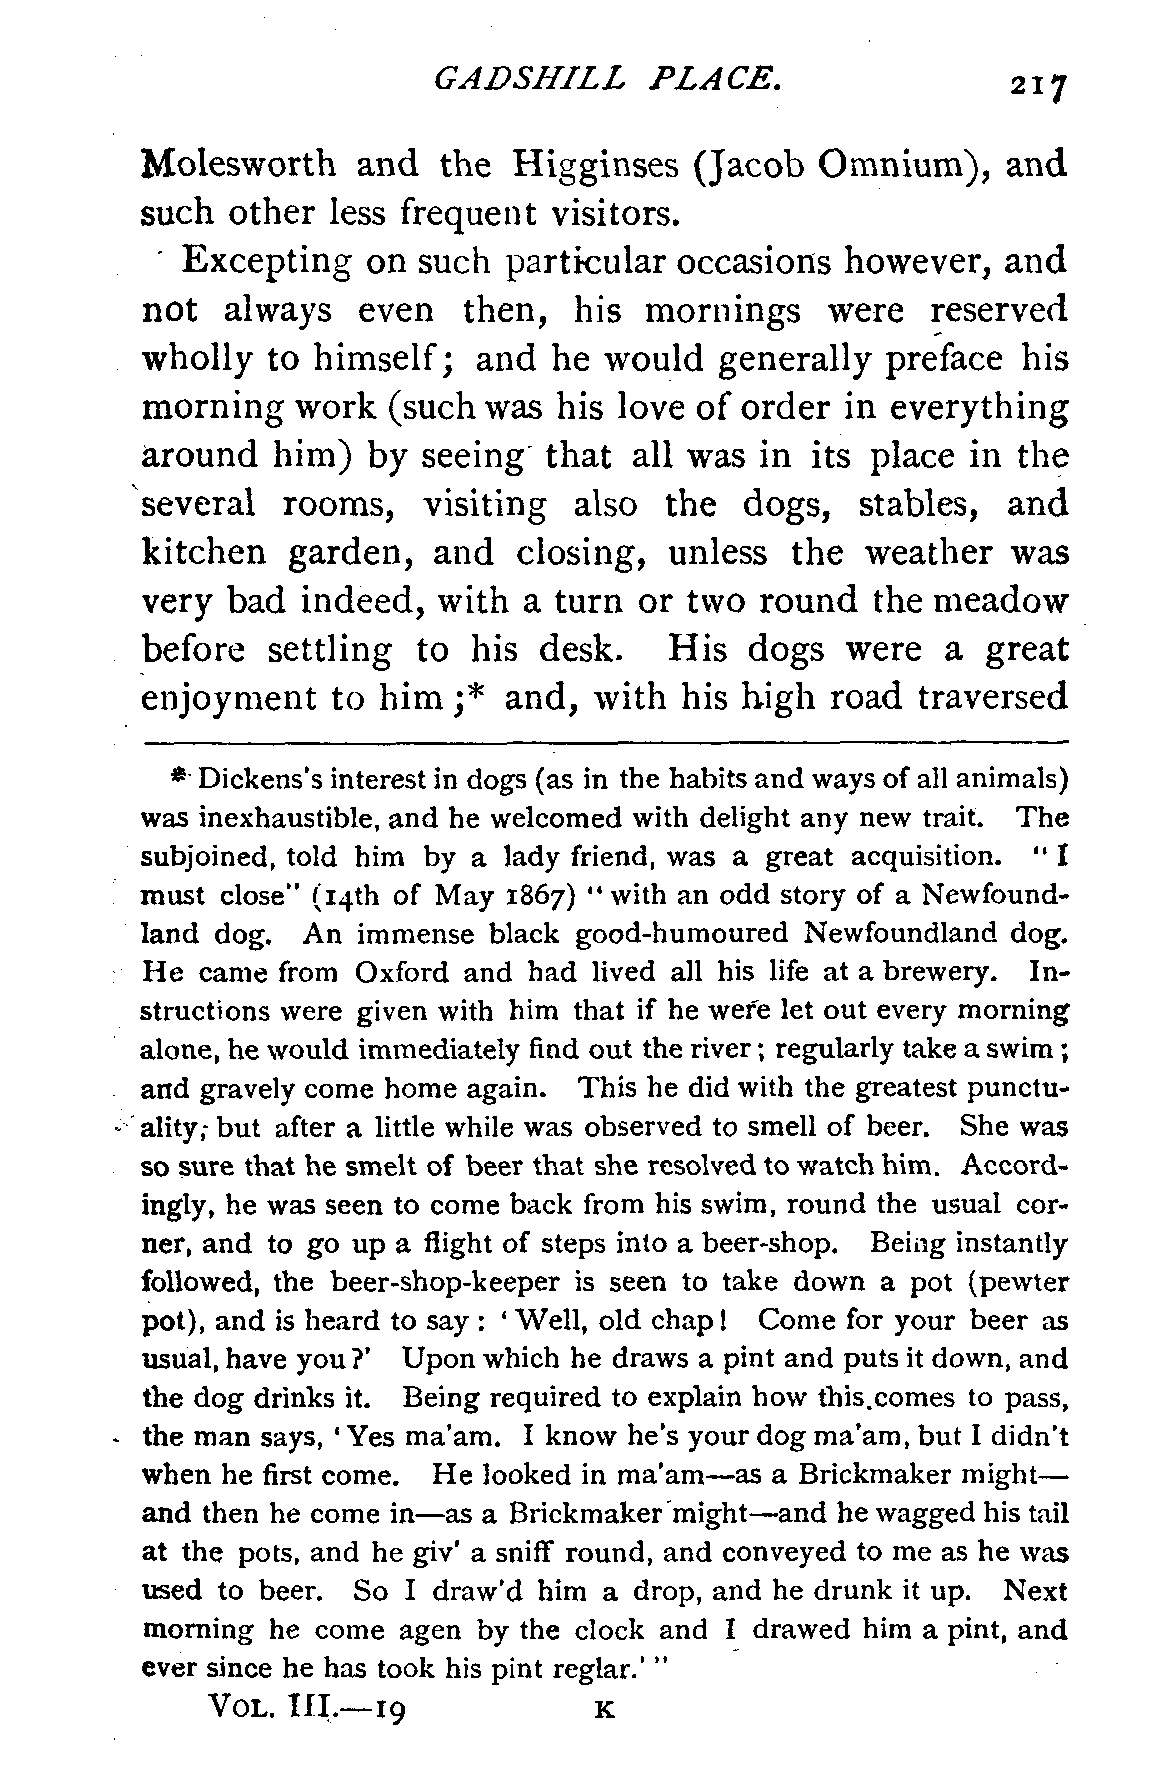 GADSHILL PLACE. 217
Molesworth and the Higginses (Jacob Omnium), and
such other less frequent visitors.
Excepting on such particular occasions however, and
not always even then, his mornings were reserved
wholly to himself; and he would generally preface his
morning work (such was his love of order in everything
around him) by seeing that all was in its place in the
several rooms, visiting also the dogs, stables, and
kitchen garden, and closing, unless the weather was
very bad indeed, with a turn or two round the meadow
before settling to his desk. His dogs were a great
enjoyment to him;* and, with his high road traversed
* Dickens's interest in dogs (as in the habits and ways of all animals)
was inexhaustible, and he welcomed with delight any new trait. The
subjoined, told him by a lady friend, was a great acquisition. "I
must close" (14th of May 1867) "with an odd story of a Newfound-
land dog. An immense black good-humoured Newfoundland dog.
He came from Oxford and had lived all his life at a brewery. In-
structions were given with him that if he were let out every morning
alone, he would immediately find out the river; regularly take a swim;
and gravely come home again. This he did with the greatest punctu-
ality; but after a little while was observed to smell of beer. She was
so sure that he smelt of beer that she resolved to watch him. Accord-
ingly, he was seen to come back from his swim, round the usual cor-
ner, and to go up a flight of steps into a beer-shop. Being instantly
followed, the beer-shop-keeper is seen to take down a pot (pewter
pot), and is heard to say: 'Well, old chap! Come for your beer as
usual, have you?' Upon which he draws a pint and puts it down, and
the dog drinks it. Being required to explain how this comes to pass,
the man says, 'Yes ma'am. I know he's your dog ma'am, but I didn't
when he first come. He looked in ma'am—as a Brickmaker might—
and then he come in—as a Brickmaker might—and he wagged his tail
at the pots, and he giv' a sniff round, and conveyed to me as he was
used to beer. So I draw'd him a drop, and he drunk it up. Next
morning he come agen by the clock and I drawed him a pint, and
ever since he has took his pint reglar.'"
VOL. III.—19 K